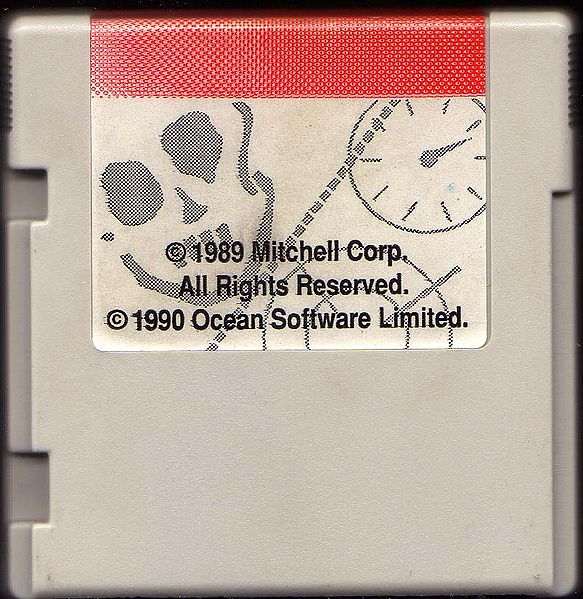 © 1989 Mitchell Corp.
All Rights Reserved.
© 1990 Ocean Software Limited.